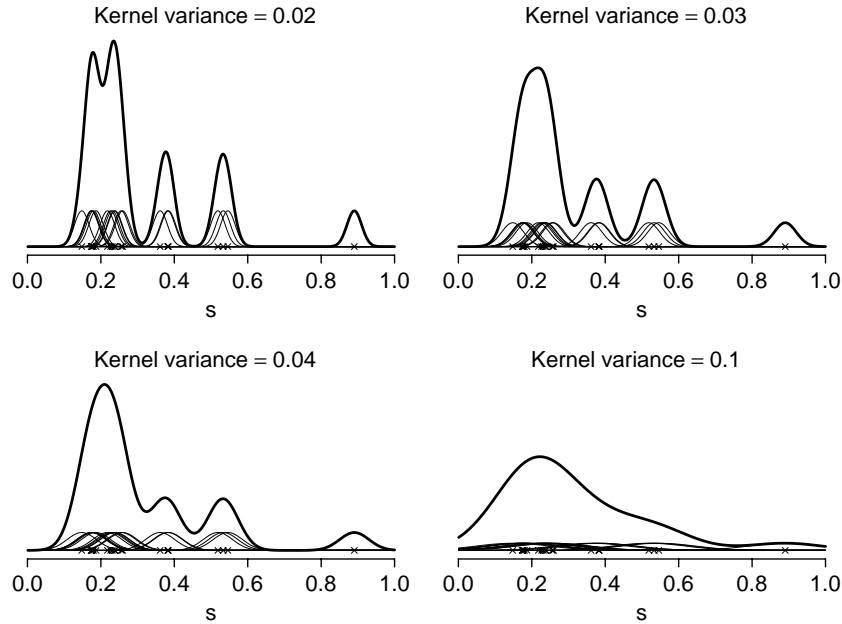 Kernel variance = 0.02
Kernel variance = 0.03
0.0 0.2 0.4 0.6 0.8 1.0
0.0 0.2 0.4 0.6 0.8 1.0
s
s
Kernel variance = 0.04
Kernel variance = 0.1
0.0 0.2 0.4 0.6 0.8 1.0
0.0 0.2 0.4 0.6 0.8 1.0
s
s